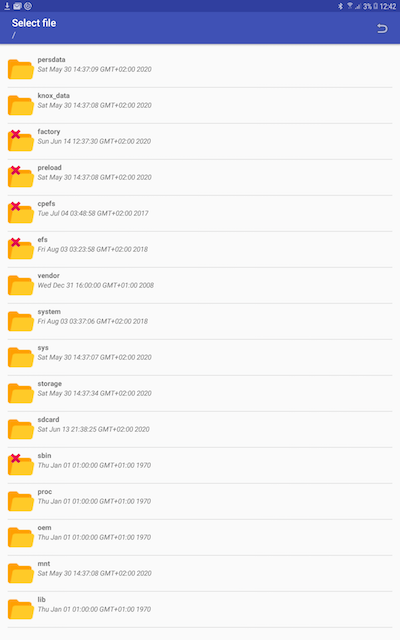 3% 12:42
Select file
/
persdata
Sat May 30 14:37:09 GMT+02:00 2020
knox_data
Sat May 30 14:37:08 GMT+02:00 2020
factory
Sun Jun 14 12:37:30 GMT+02:00 2020
preload
Sat May 30 14:37:08 GMT+02:00 2020
cpefs
Tue Jul 04 03:48:58 GMT+02:00 2017
efs
Fri Aug 03 03:23:58 GMT+02:00 2018
vendor
Wed Dec 31 16:00:00 GMT+01:00 2008
system
Fri Aug 03 03:37:06 GMT+02:00 2018
sys
Sat May 30 14:37:07 GMT+02:00 2020
storage
Sat May 30 14:37:34 GMT+02:00 2020
sdcard
Sat Jun 13 21:38:25 GMT+02:00 2020
sbin
Thu Jan 01 01:00:00 GMT+01:00 1970
proc
Thu Jan 01 01:00:00 GMT+01:00 1970
oem
Thu Jan 01 01:00:00 GMT+01:00 1970
mnt
Sat May 30 14:37:08 GMT+02:00 2020
lib
Thu Jan 01 01:00:00 GMT+01:00 1970